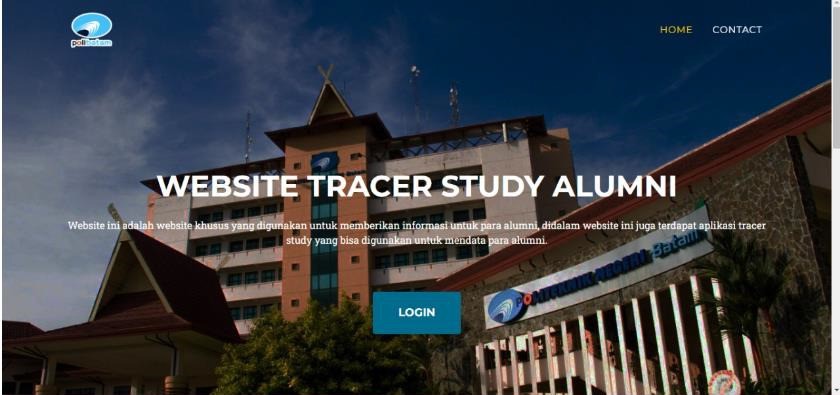 polibatam
HOME CONTACT
WEBSITE TRACER STUDY ALUMNI
Website ini adalah website khusus yang digunakan untuk memberikan informasi untuk para alumni, didalam website ini juga terdapat aplikasi tracer
study yang bisa digunakan untuk mendata para alumni.
LOGIN
POLITEKNIK NEGERI Batam